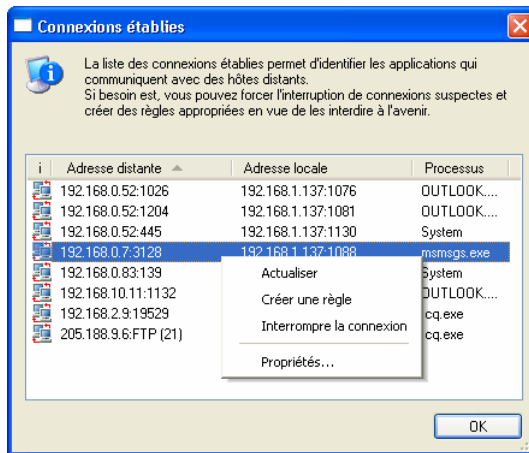 Connexions établies
La liste des connexions établies permet d'identifier les applications qui
communiquent avec des hôtes distants.
Si besoin est, vous pouvez forcer l'interruption de connexions suspectes et
créer des règles appropriées en vue de les interdire à l'avenir.
i Adresse distante Adresse locale Processus
192.168.0.52:1026 192.168.1.137:1076 OUTLOOK....
192.168.0.52:1204 192.168.1.137:1081 OUTLOOK....
192.168.0.52:445 192.168.1.137:1130 System
192.168.0.7:3128 192.168.1.137:1088 msmsgs.exe
192.168.0.83:139 System
192.168.10.11:1132 OUTLOOK....
192.168.2.9:19529 cq.exe
205.188.9.6:FTP (21) cq.exe
Actualiser
Créer une règle
Interrompre la connexion
Propriétés...
OK